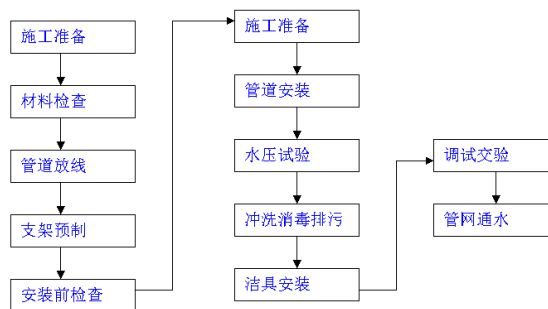 施工准备
材料检查
管道放线
支架预制
安装前检查
施工准备
管道安装
水压试验
冲洗消毒排污
洁具安装
调试交验
管网通水